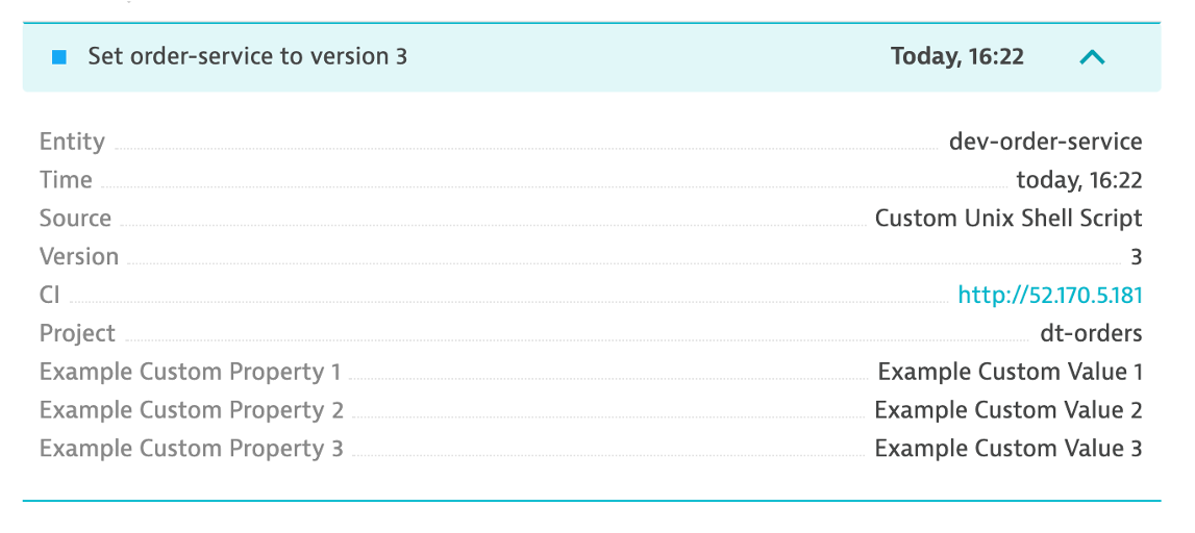 Set order-service to version 3 Today, 16:22
Entity dev-order-service
Time today, 16:22
Source Custom Unix Shell Script
Version 3
CI http://52.170.5.181
Project dt-orders
Example Custom Property 1 Example Custom Value 1
Example Custom Property 2 Example Custom Value 2
Example Custom Property 3 Example Custom Value 3